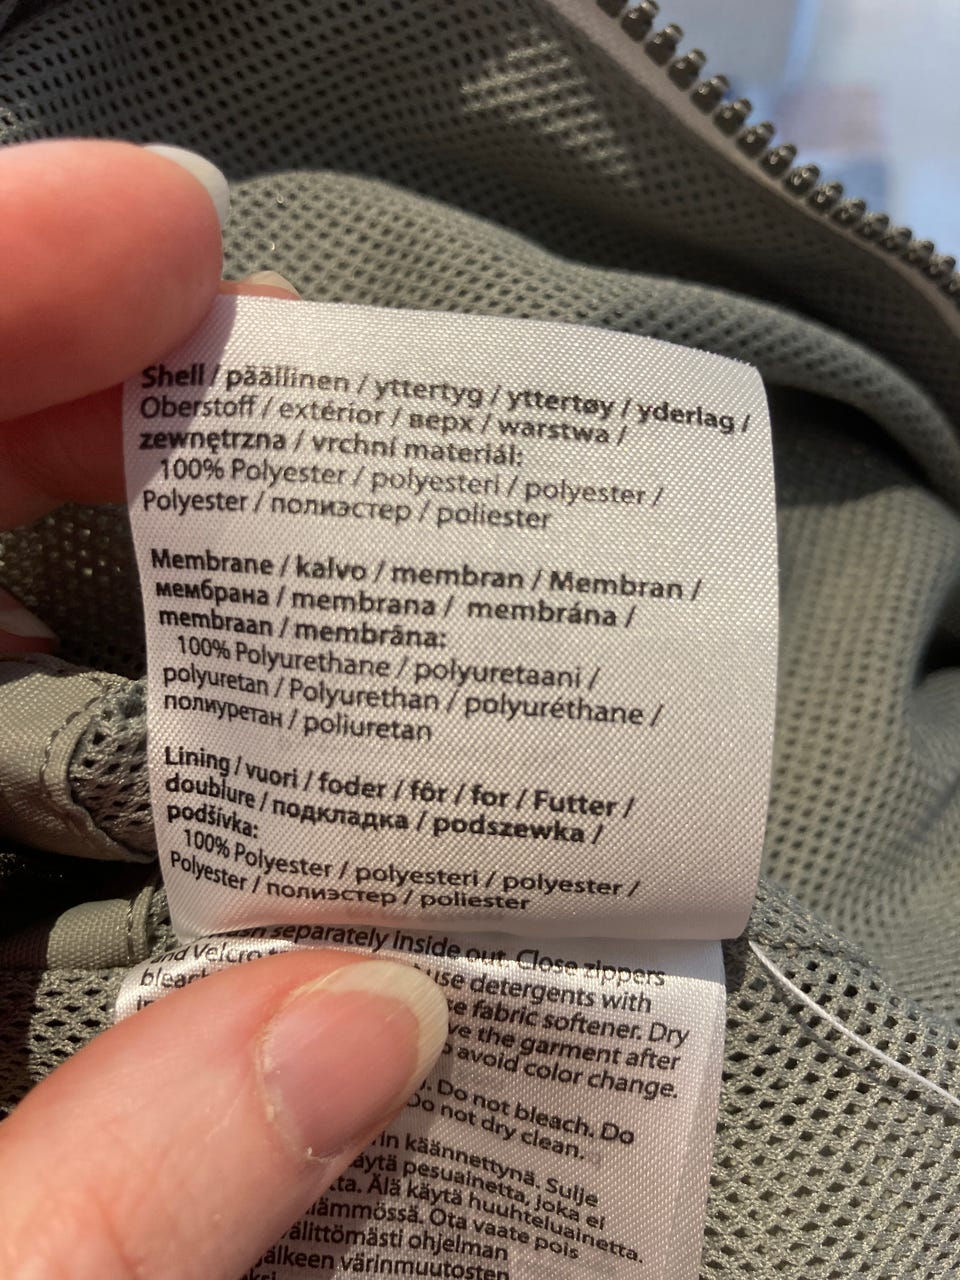 Shell / päällinen / yttertyg / yttertøy / yderlag /
Oberstoff / extérior / верх / warstwa /
zewnętrzna / vrchní materiál:
100% Polyester / polyesteri / polyester /
Polyester / полиэстер / poliester
Membrane / kalvo / membran / Membran /
мембрана / membrana / membrána /
membraan / membrāna:
100% Polyurethane / polyuretaani /
polyuretan / Polyurethan / polyuréthane /
полиуретан / poliuretan
Lining / vuori / foder / fôr / for / Futter /
doublure / подкладка / podszewka /
podšívka:
100% Polyester / polyesteri / polyester /
Polyester / полиэстер / poliester
separately inside out. Close zippers
and Velcro
detergents with
fabric softener. Dry
the garment after
avoid color change.
Do not bleach. Do
Do not dry clean.
käännettynä. Sulje
pesuainetta, joka ei
Älä käytä huuhteluainetta.
Ota vaate pois
välittömästi ohjelman
jälkeen värinmuutosten